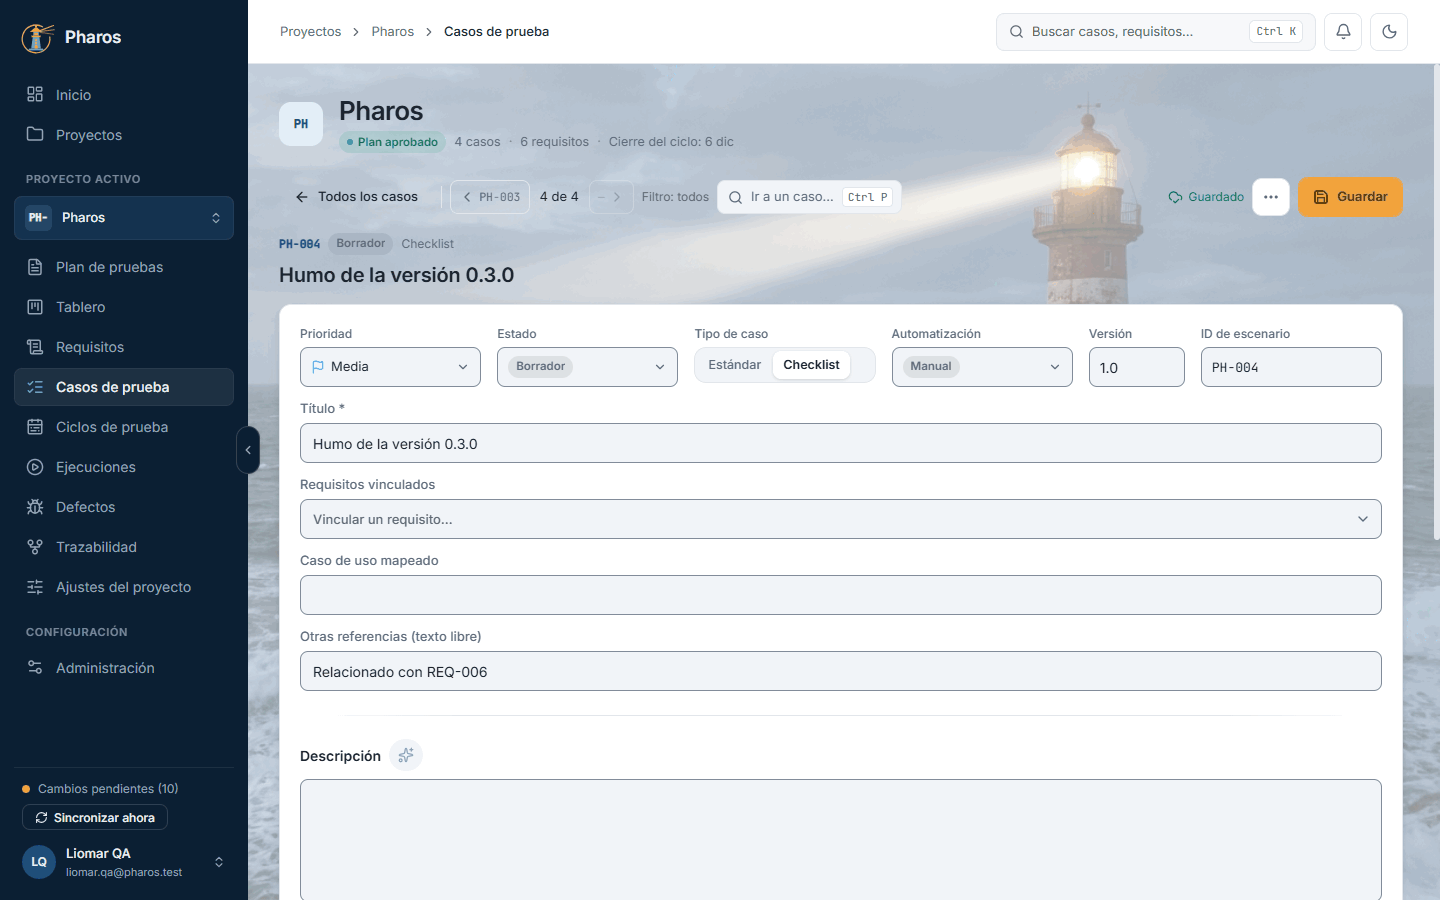 Pharos
Inicio
Proyectos
PROYECTO ACTIVO
PH- Pharos
Plan de pruebas
Tablero
Requisitos
Casos de prueba
Ciclos de prueba
Ejecuciones
Defectos
Trazabilidad
Ajustes del proyecto
CONFIGURACIÓN
Administración
Cambios pendientes (10)
Sincronizar ahora
LQ Liomar QA
liomar.qa@pharos.test
Proyectos > Pharos > Casos de prueba
Buscar casos, requisitos... Ctrl K
PH Pharos
Plan aprobado 4 casos · 6 requisitos · Cierre del ciclo: 6 dic
Todos los casos PH-003 4 de 4 – Filtro: todos Ir a un caso... Ctrl P Guardado Guardar
PH-004 Borrador Checklist
Humo de la versión 0.3.0
Prioridad Estado Tipo de caso Automatización Versión ID de escenario
Media Borrador Estándar Checklist Manual 1.0 PH-004
Título *
Humo de la versión 0.3.0
Requisitos vinculados
Vincular un requisito...
Caso de uso mapeado
Otras referencias (texto libre)
Relacionado con REQ-006
Descripción